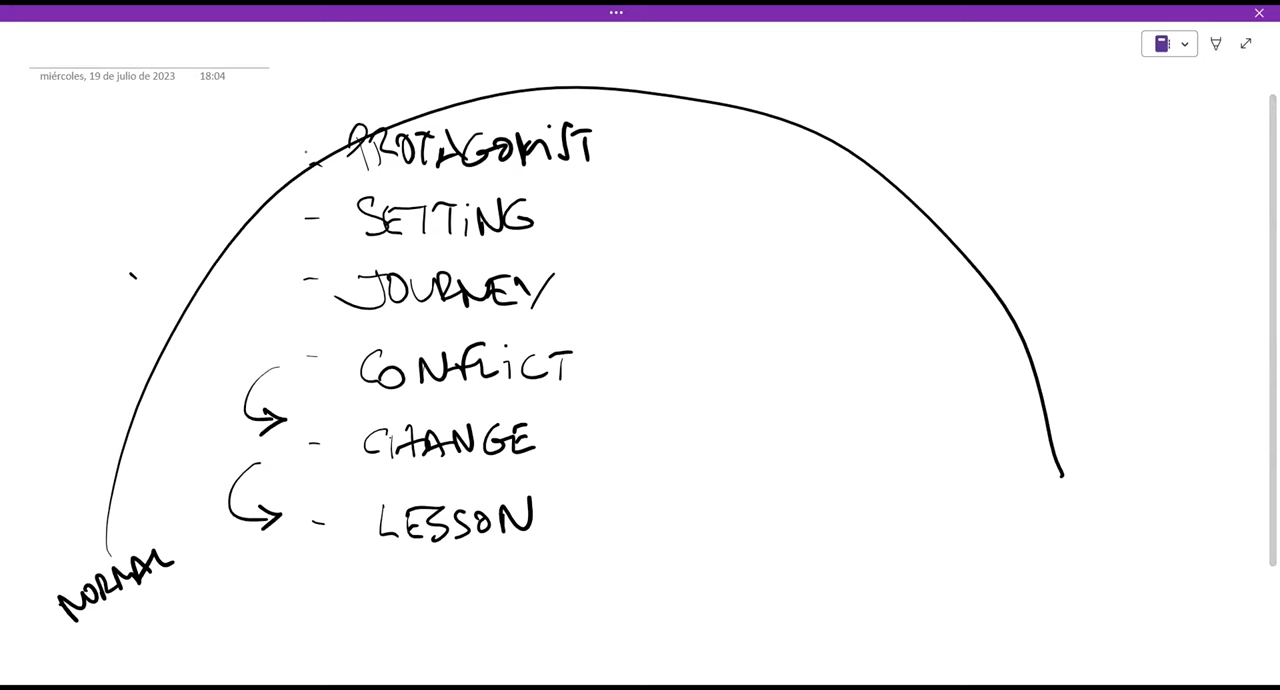 miércoles, 19 de julio de 2023 18:04
- PROTAGONIST
- SETTING
- JOURNEY
- CONFLICT
- CHANGE
- LESSON
NORMAL